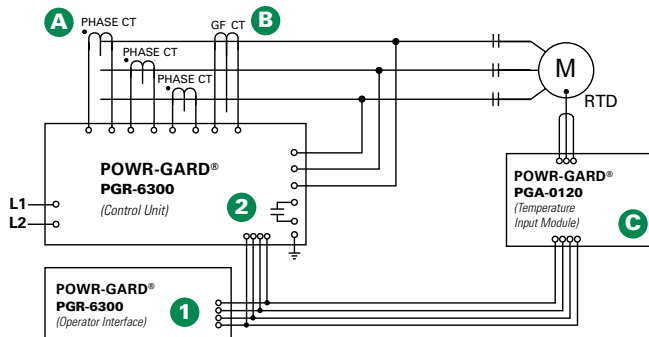 A
PHASE CT
GF CT
B
PHASE CT
PHASE CT
M
RTD
POWR-GARD®
PGR-6300
(Control Unit)
2
L1
L2
POWR-GARD®
PGA-0120
(Temperature
Input Module)
C
POWR-GARD®
PGR-6300
(Operator Interface)
1